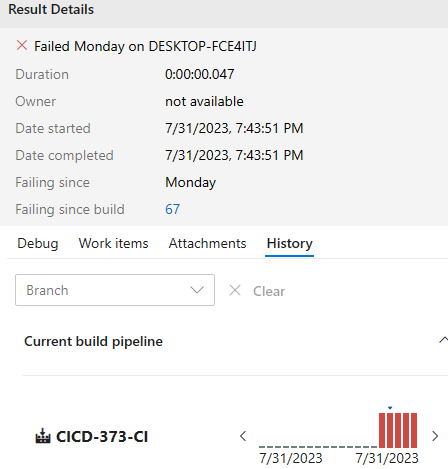 Result Details
Failed Monday on DESKTOP-FCE4ITJ
Duration 0:00:00.047
Owner not available
Date started 7/31/2023, 7:43:51 PM
Date completed 7/31/2023, 7:43:51 PM
Failing since Monday
Failing since build 67
Debug Work items Attachments History
Branch Clear
Current build pipeline
CICD-373-CI
7/31/2023 7/31/2023